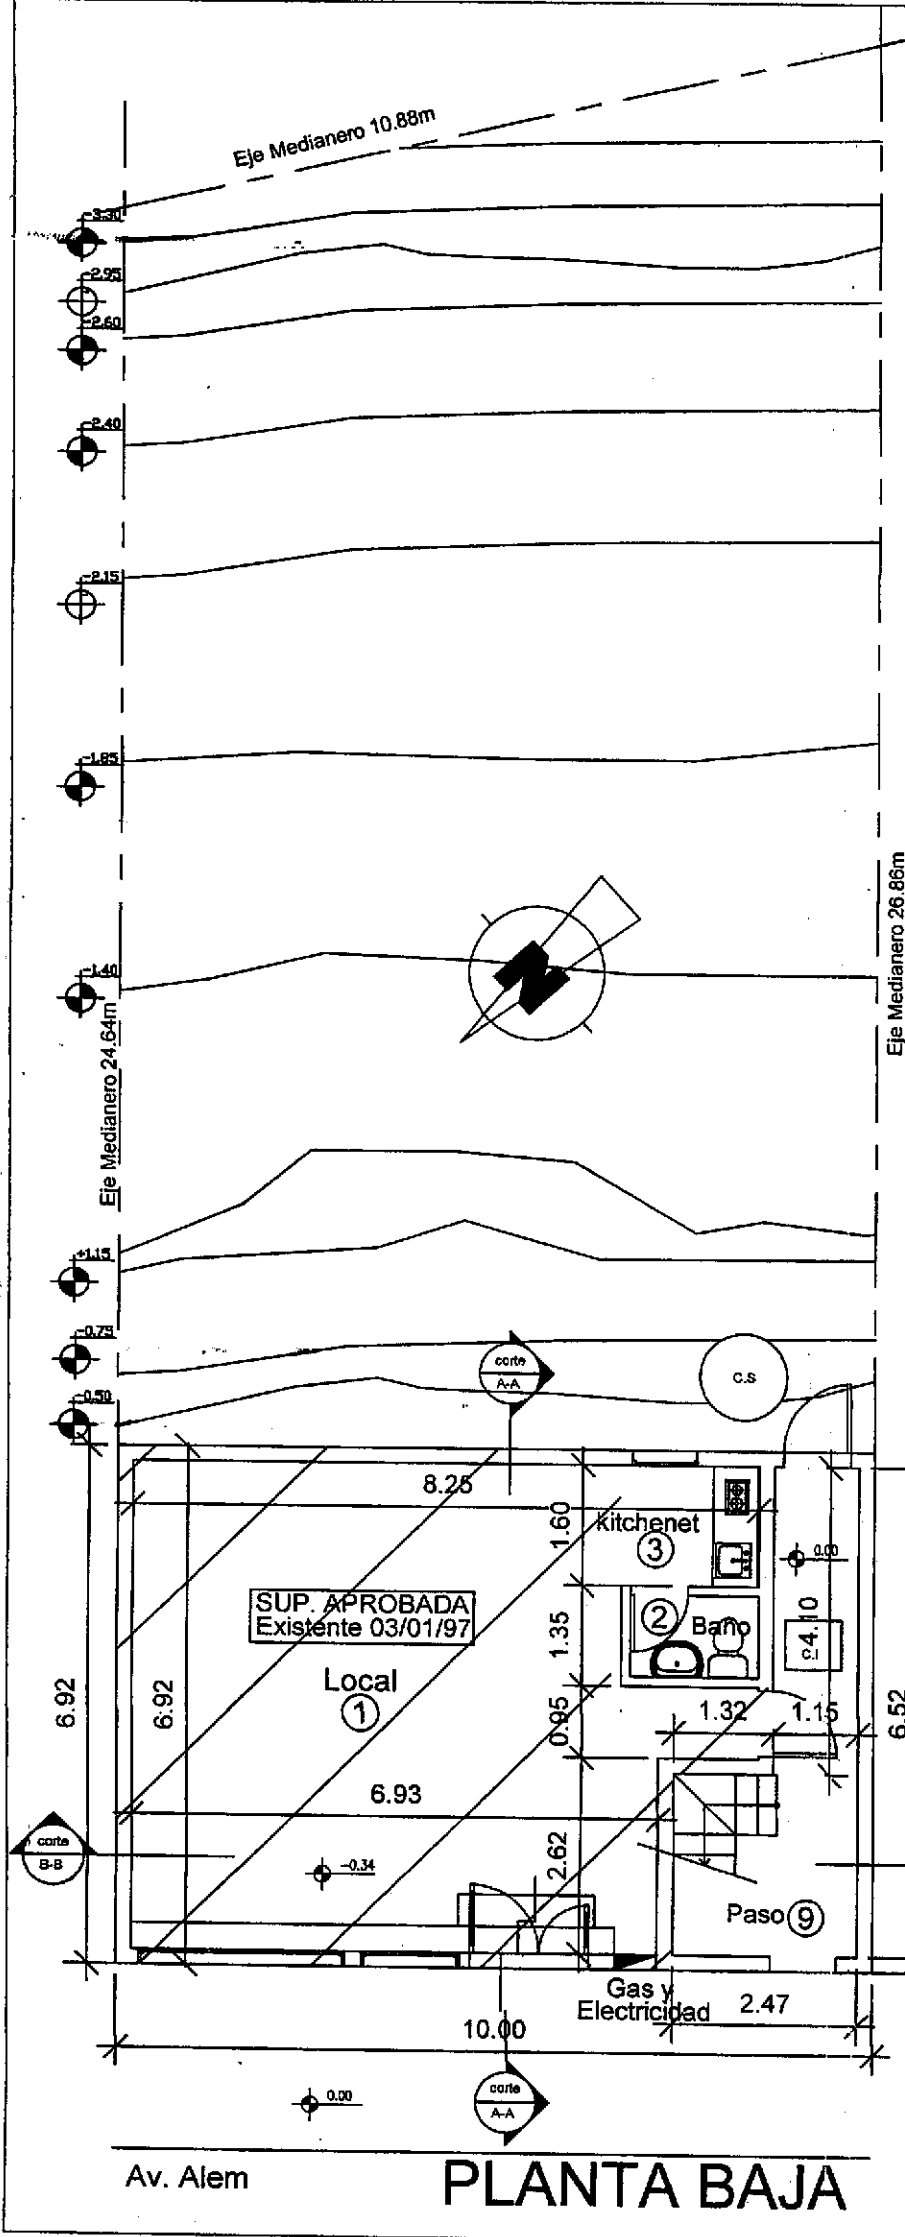 Eje Medianero 10.88m
-3.30
-2.95
-2.60
-2.40
-2.15
-1.85
-1.40
Eje Medianero 24.64m
Eje Medianero 26.86m
N
+1.15
-0.75
-0.50
corte
A-A
c.s
8.25
1.60
kitchenet
3
0.00
SUP. APROBADA
Existente 03/01/97
2
Baño
4.10
c.i
1.35
Local
1
6.92
6.92
0.95
1.32
1.15
6.52
6.93
corte
B-B
-0.34
2.62
Paso 9
Gas y
Electricidad
2.47
10.00
0.00
corte
A-A
Av. Alem
PLANTA BAJA